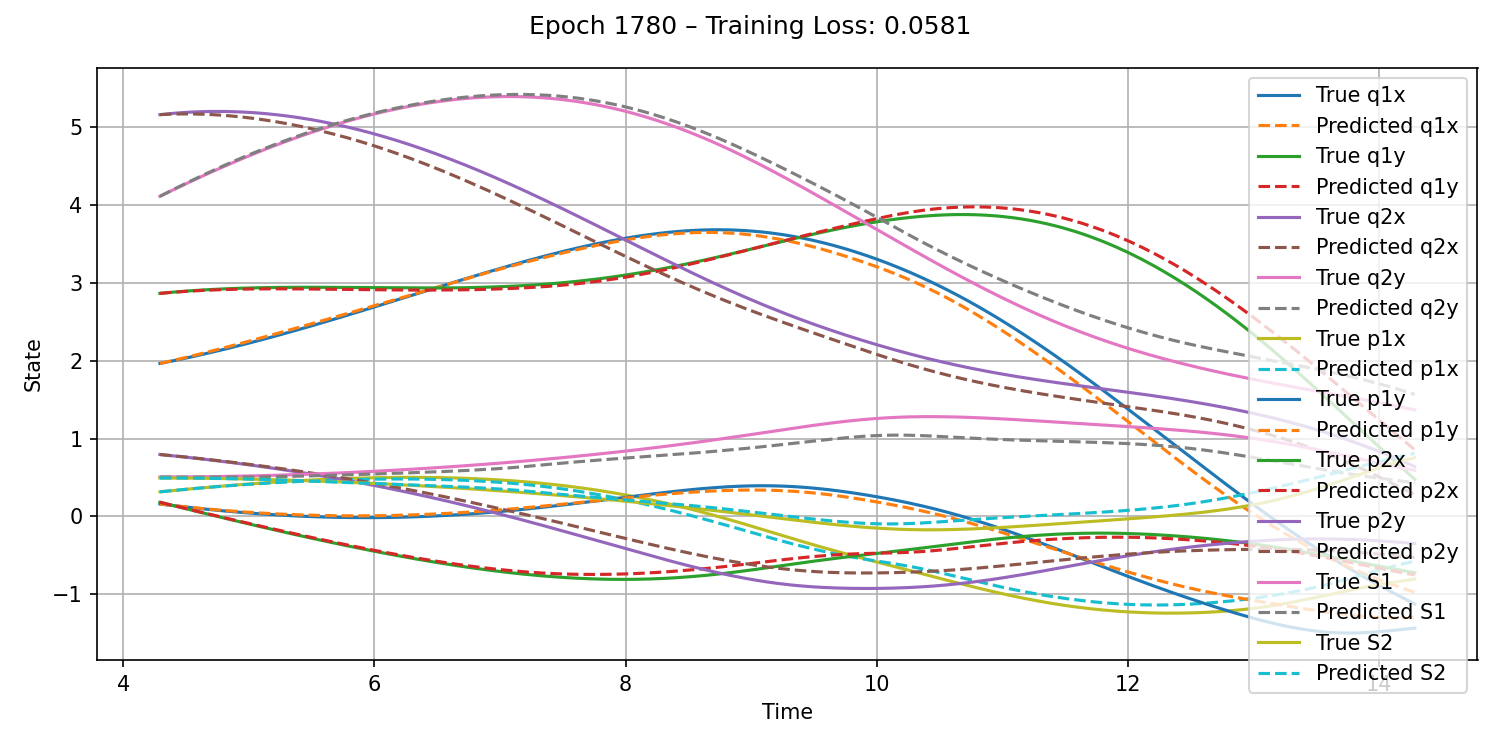 Epoch 1780 – Training Loss: 0.0581
State
5
4
3
2
1
0
−1
4
6
8
10
12
14
Time
True q1x
Predicted q1x
True q1y
Predicted q1y
True q2x
Predicted q2x
True q2y
Predicted q2y
True p1x
Predicted p1x
True p1y
Predicted p1y
True p2x
Predicted p2x
True p2y
Predicted p2y
True S1
Predicted S1
True S2
Predicted S2